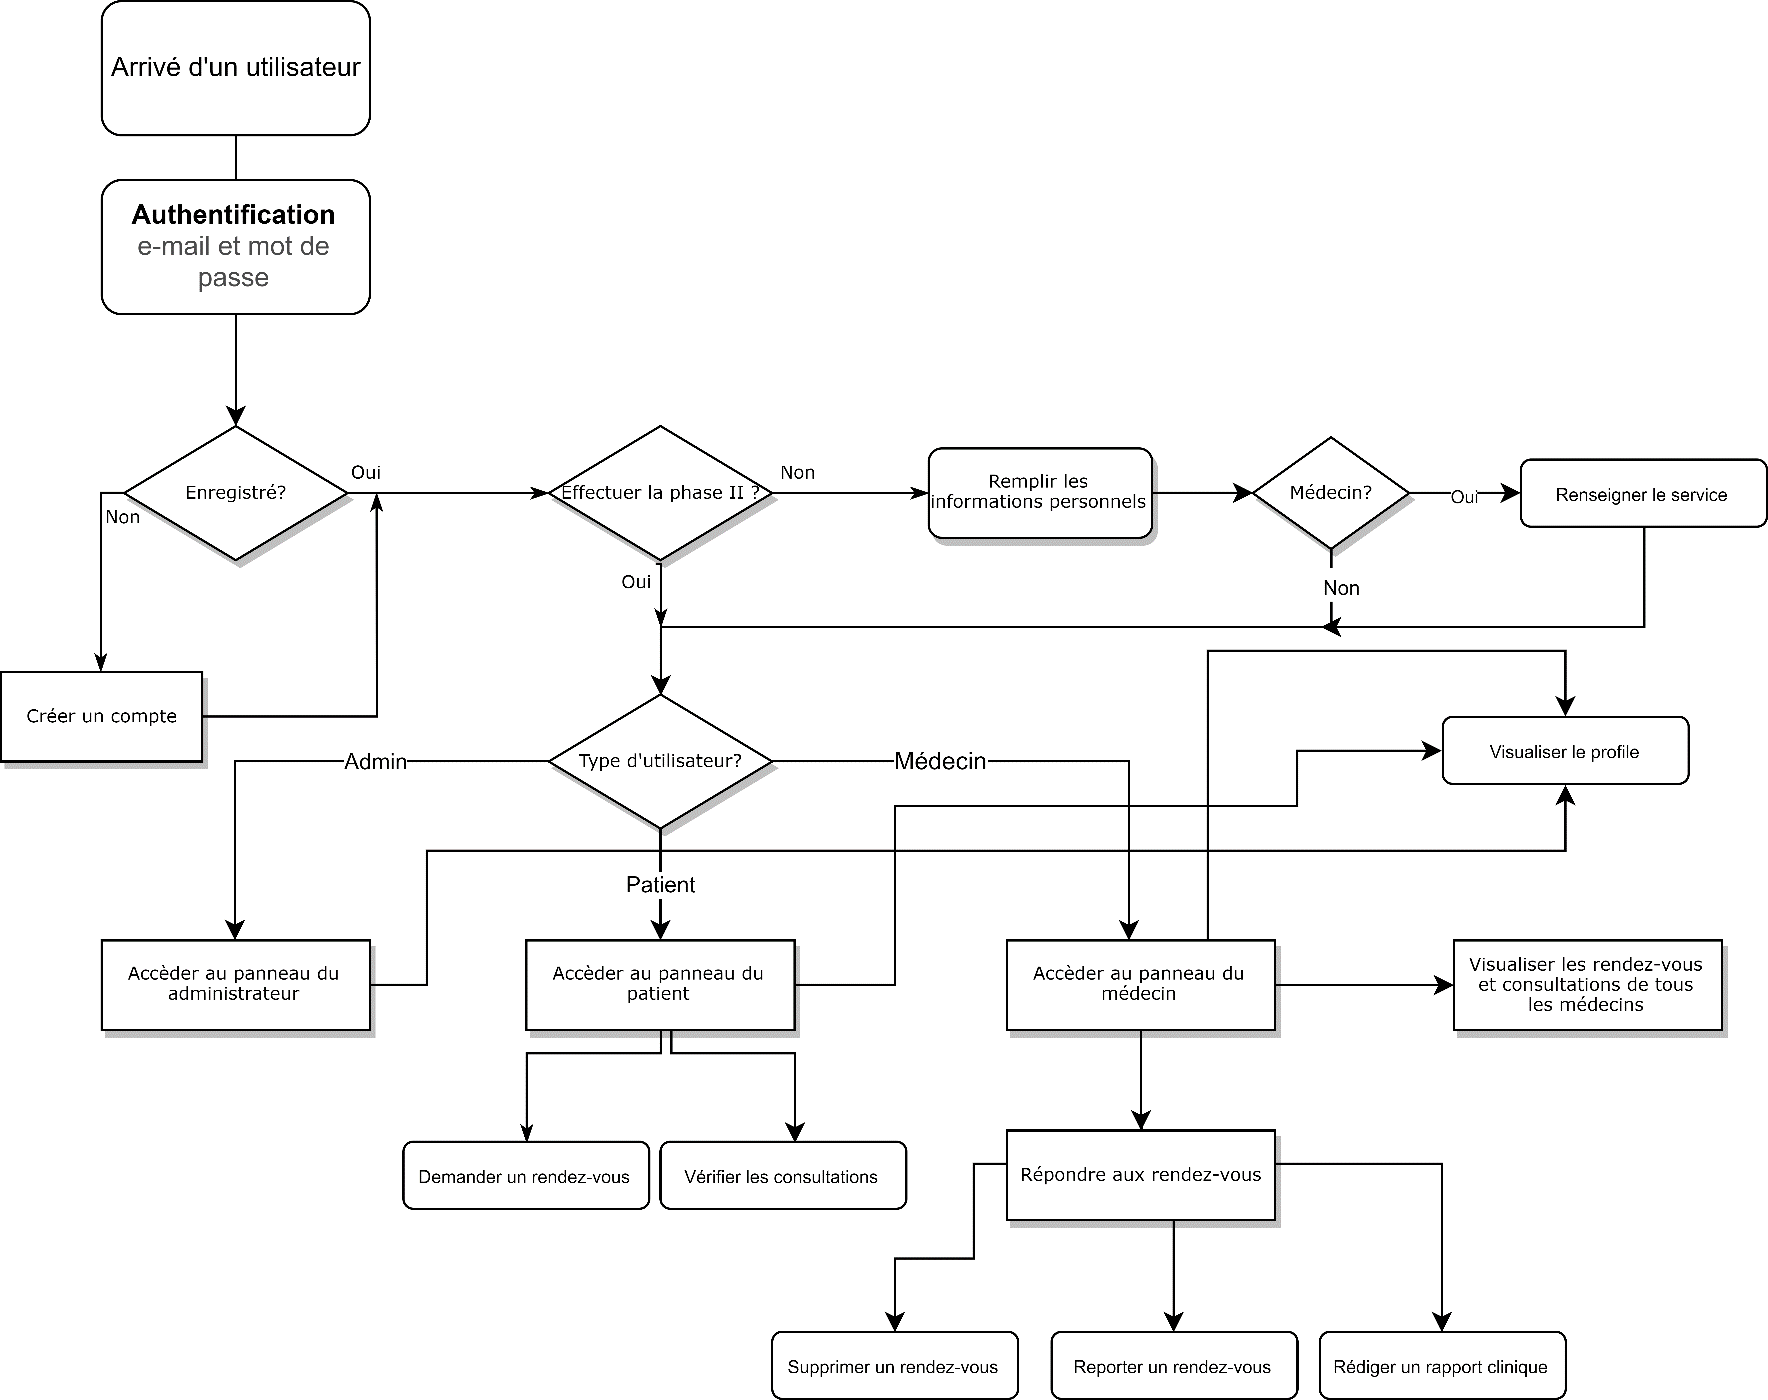 Arrivé d'un utilisateur
Authentification
e-mail et mot de
passe
Enregistré?
Oui
Non
Effectuer la phase II ?
Non
Oui
Remplir les
informations personnels
Médecin?
Oui
Non
Renseigner le service
Créer un compte
Type d'utilisateur?
Admin
Médecin
Patient
Visualiser le profile
Accèder au panneau du
administrateur
Accèder au panneau du
patient
Accèder au panneau du
médecin
Visualiser les rendez-vous
et consultations de tous
les médecins
Demander un rendez-vous
Vérifier les consultations
Répondre aux rendez-vous
Supprimer un rendez-vous
Reporter un rendez-vous
Rédiger un rapport clinique